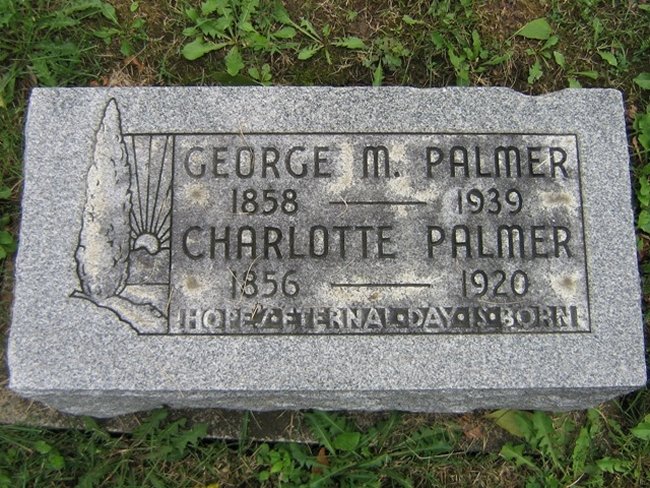 GEORGE M. PALMER
1858 — 1939
CHARLOTTE PALMER
1856 — 1920
HOPE'S ETERNAL DAY IS BORN